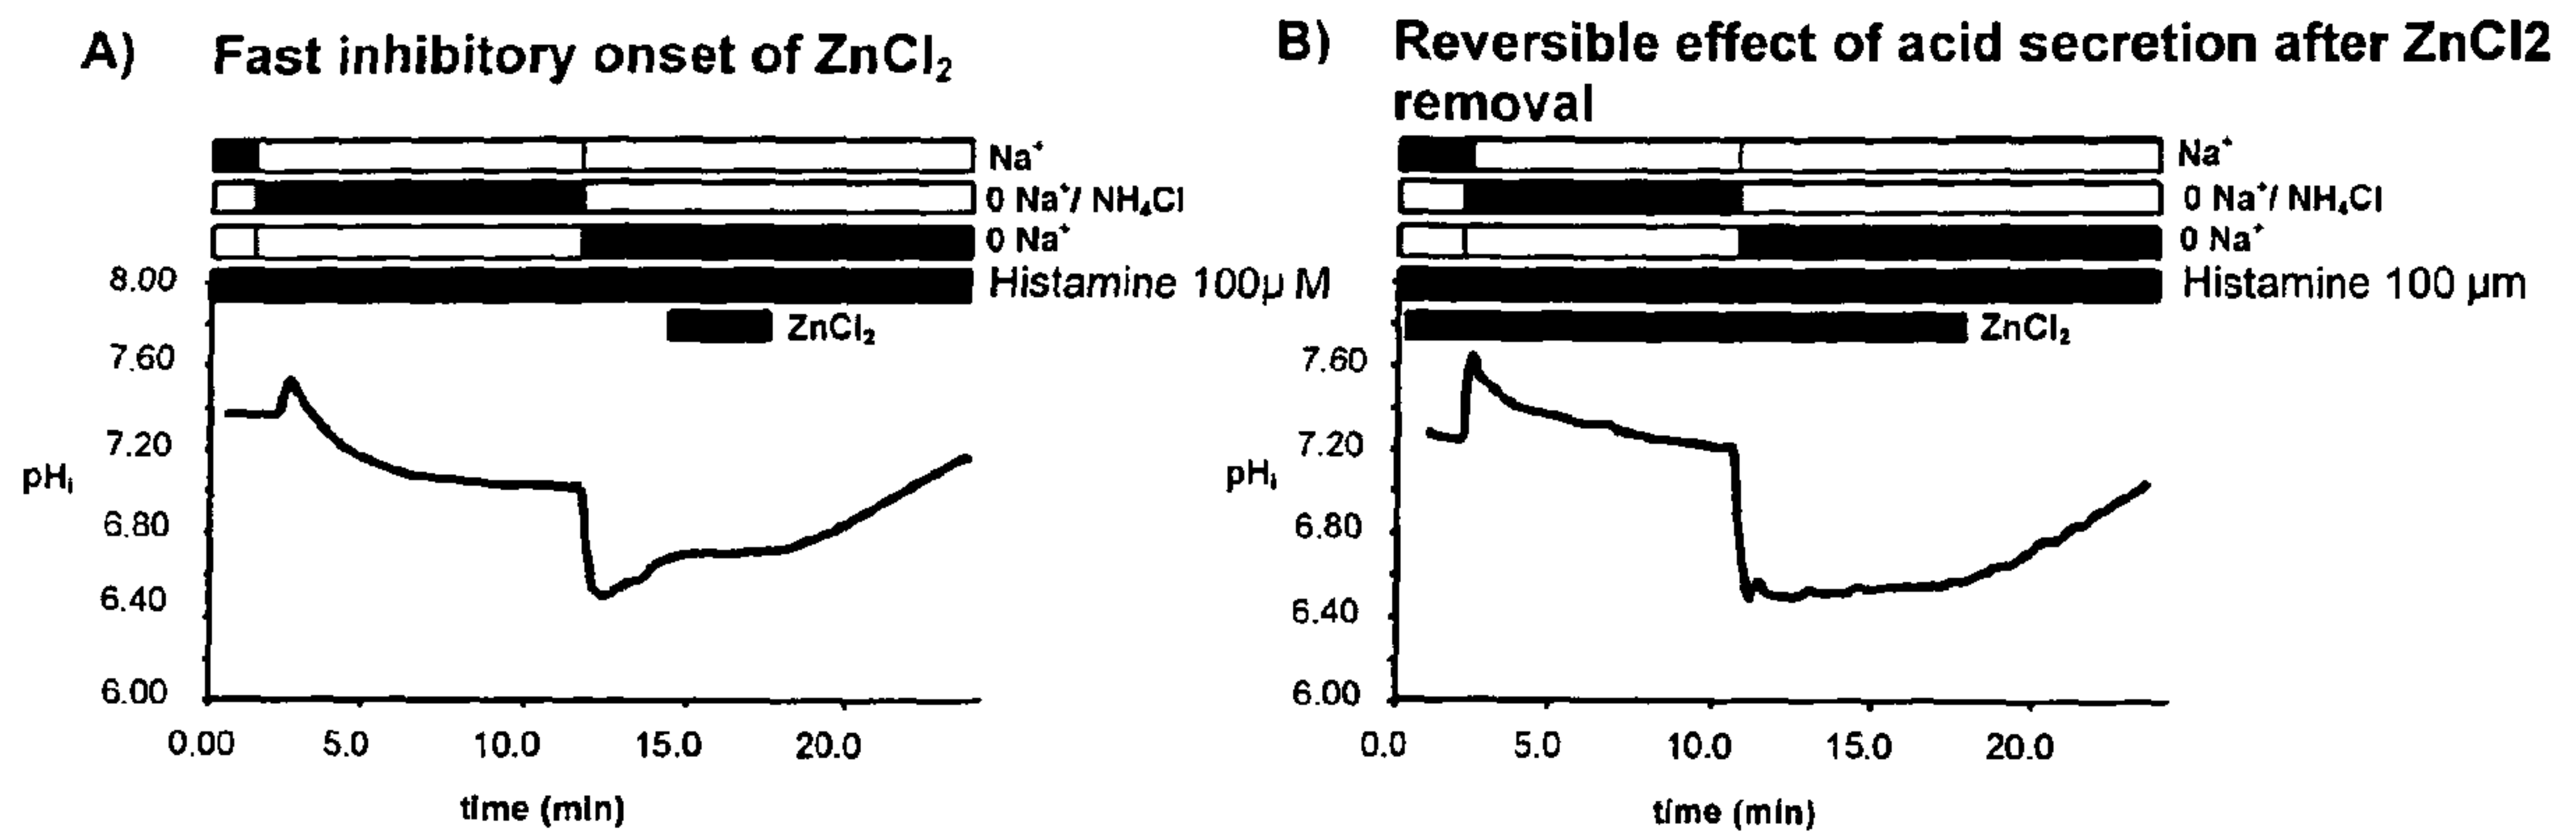 A) Fast inhibitory onset of ZnCl₂
Na⁺
0 Na⁺/ NH₄Cl
0 Na⁺
Histamine 100µ M
ZnCl₂
8.00
7.60
7.20
6.80
6.40
6.00
pHᵢ
0.00 5.0 10.0 15.0 20.0
time (min)
B) Reversible effect of acid secretion after ZnCl2
removal
Na⁺
0 Na⁺/ NH₄Cl
0 Na⁺
Histamine 100 µm
ZnCl₂
7.60
7.20
6.80
6.40
6.00
pHᵢ
0.0 5.0 10.0 15.0 20.0
time (min)